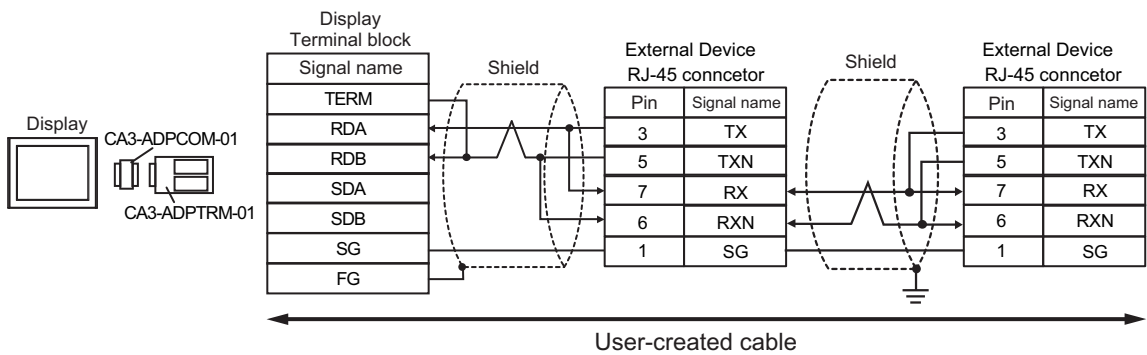 Display
CA3-ADPCOM-01
CA3-ADPTRM-01
Display
Terminal block
Signal name
TERM
RDA
RDB
SDA
SDB
SG
FG
Shield
External Device
RJ-45 conncetor
Pin Signal name
3 TX
5 TXN
7 RX
6 RXN
1 SG
Shield
External Device
RJ-45 conncetor
Pin Signal name
3 TX
5 TXN
7 RX
6 RXN
1 SG
User-created cable